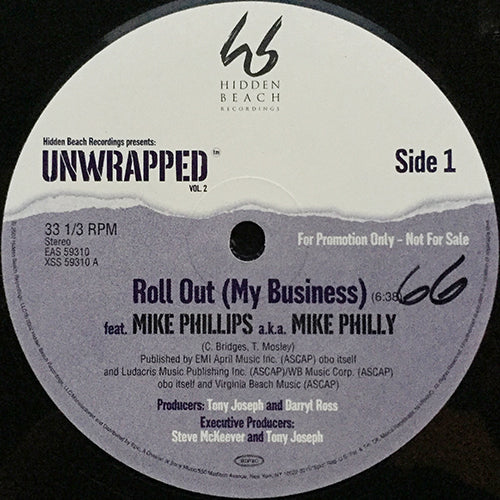 HIDDEN
BEACH
RECORDINGS
Hidden Beach Recordings presents:
UNWRAPPED™
VOL. 2
Side 1
33 1/3 RPM
Stereo
EAS 59310
XSS 59310 A
For Promotion Only – Not For Sale
Roll Out (My Business) (6:38)
66
feat. MIKE PHILLIPS a.k.a. MIKE PHILLY
(C. Bridges, T. Mosley)
Published by EMI April Music Inc. (ASCAP) obo itself
and Ludacris Music Publishing Inc. (ASCAP)/WB Music Corp. (ASCAP)
obo itself and Virginia Beach Music (ASCAP)
Producers: Tony Joseph and Darryl Ross
Executive Producers:
Steve McKeever and Tony Joseph